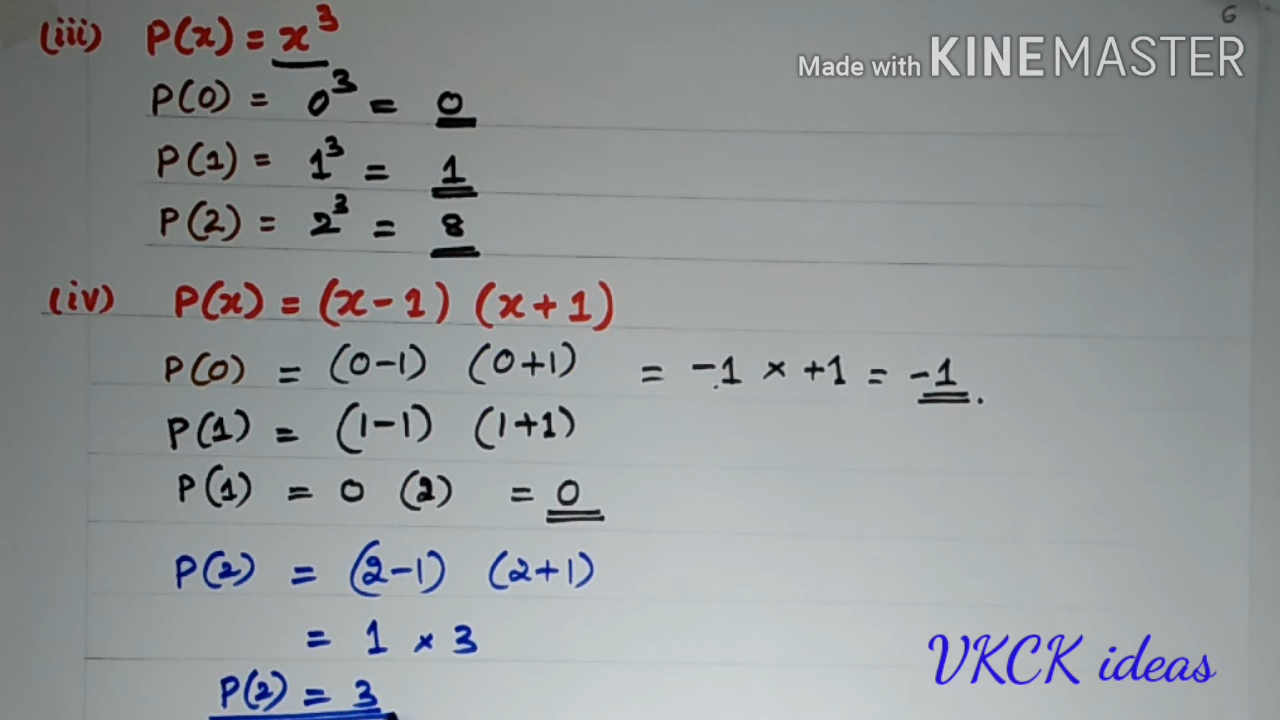 6
Made with KINEMASTER
(iii) P(x) = x³
P(0) = 0³ = 0
P(1) = 1³ = 1
P(2) = 2³ = 8
(iv) P(x) = (x-1) (x+1)
P(0) = (0-1) (0+1) = -1 × +1 = -1.
P(1) = (1-1) (1+1)
P(1) = 0 (2) = 0
P(2) = (2-1) (2+1)
= 1 × 3
P(2) = 3
VKCK ideas